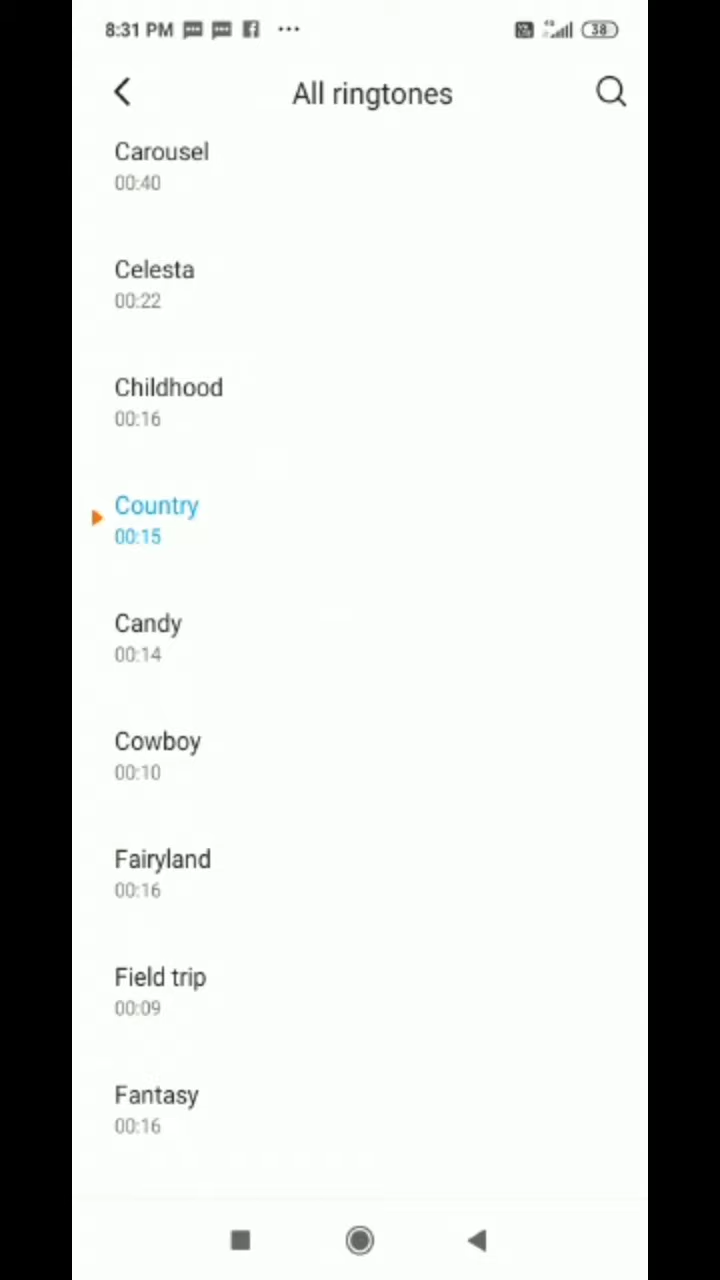 8:31 PM ... 38
All ringtones
Carousel
00:40
Celesta
00:22
Childhood
00:16
Country
00:15
Candy
00:14
Cowboy
00:10
Fairyland
00:16
Field trip
00:09
Fantasy
00:16